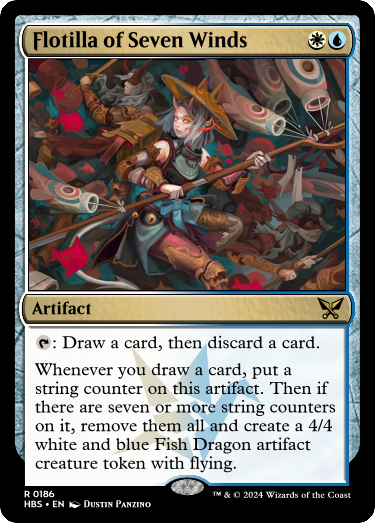 Flotilla of Seven Winds
Artifact
: Draw a card, then discard a card.
Whenever you draw a card, put a
string counter on this artifact. Then if
there are seven or more string counters
on it, remove them all and create a 4/4
white and blue Fish Dragon artifact
creature token with flying.
R 0186
HBS • EN Dustin Panzino
™ & © 2024 Wizards of the Coast